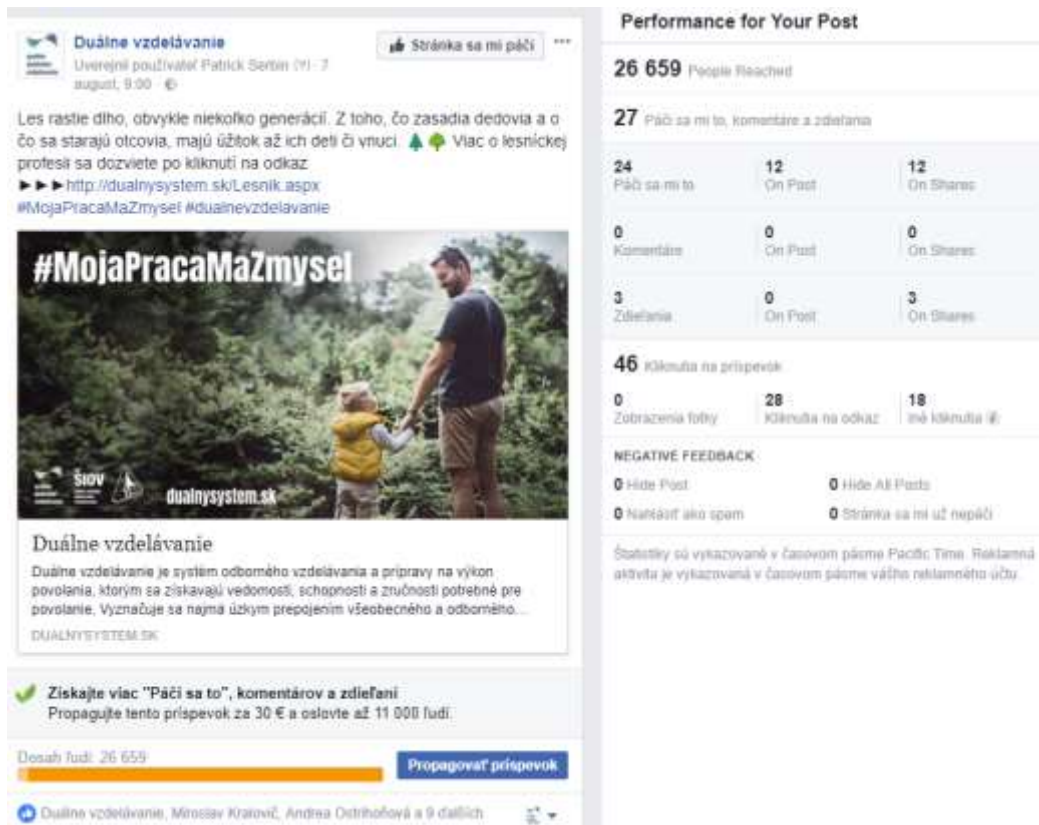 Duálne vzdelávanie
Stránka sa mi páči
Uverejnil používateľ Patrick Serbin [?] · 7
august, 9:00 ·
Les rastie dlho, obvykle niekoľko generácií. Z toho, čo zasadia dedovia a o
čo sa starajú otcovia, majú úžitok až ich deti či vnuci. 🌲🌳 Viac o lesníckej
profesii sa dozviete po kliknutí na odkaz
►►►http://dualnysystem.sk/Lesnik.aspx
#MojaPracaMaZmysel #dualnevzdelavanie
#MojaPracaMaZmysel
ŠIOV
dualnysystem.sk
Duálne vzdelávanie
Duálne vzdelávanie je systém odborného vzdelávania a prípravy na výkon
povolania, ktorým sa získavajú vedomosti, schopnosti a zručnosti potrebné pre
povolanie. Vyznačuje sa najmä úzkym prepojením všeobecného a odborného...
DUALNYSYSTEM.SK
Získajte viac "Páči sa to", komentárov a zdieľaní
Propagujte tento príspevok za 30 € a oslovte až 11 000 ľudí.
Dosah ľudí: 26 659
Propagovať príspevok
Duálne vzdelávanie, Miroslav Kralovič, Andrea Ostrihoňová a 9 ďalších
Performance for Your Post
26 659 People Reached
27 Páči sa mi to, komentáre a zdieľania
24
Páči sa mi to
12
On Post
12
On Shares
0
Komentáre
0
On Post
0
On Shares
3
Zdieľania
0
On Post
3
On Shares
46 Kliknutia na príspevok
0
Zobrazenia fotky
28
Kliknutia na odkaz
18
Iné kliknutia
NEGATIVE FEEDBACK
0 Hide Post
0 Hide All Posts
0 Nahlásiť ako spam
0 Stránka sa mi už nepáči
Štatistiky sú vykazované v časovom pásme Pacific Time. Reklamná
aktivita je vykazovaná v časovom pásme vášho reklamného účtu.